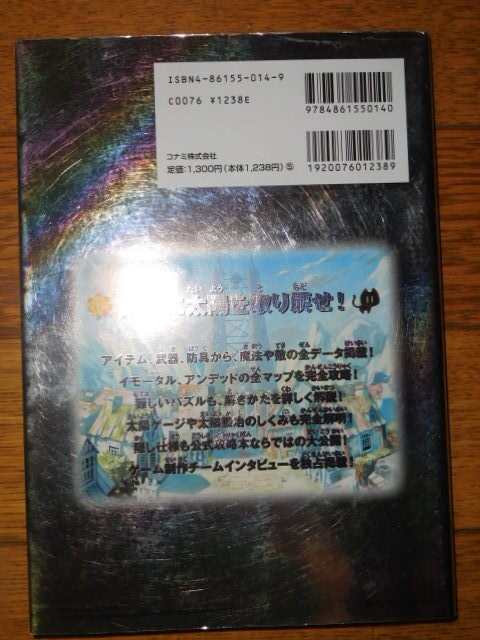 ISBN4-86155-014-9
C0076 ¥1238E
9784861550140
コナミ株式会社
定価:1,300円(本体1,238円)⑤
1920076012389
太陽を取り戻せ!
アイテム、武器、防具から、魔法や敵の全データ掲載!
イモータル、アンデッドの全マップを完全攻略!
難しいパズルも、解きかたを詳しく解説!
太陽ゲージや太陽
のしくみも完全解明!
隠し仕様も公式攻略本ならではの大公開!
ゲーム制作チームインタビューを独占掲載!